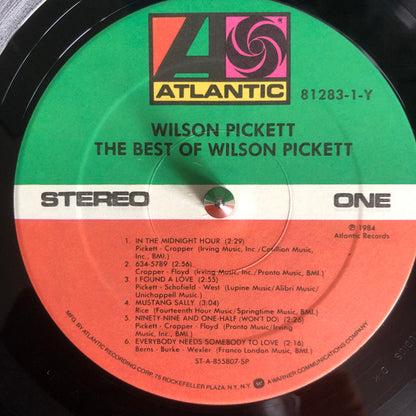 ATLANTIC
81283-1-Y
WILSON PICKETT
THE BEST OF WILSON PICKETT
STEREO
ONE
℗ 1984
Atlantic Records
1. IN THE MIDNIGHT HOUR (2:29)
Pickett - Cropper (Irving Music, Inc./Cotillion Music,
Inc., BMI.)
2. 634-5789 (2:56)
Cropper - Floyd (Irving Music, Inc./Pronto Music, BMI.)
3. I FOUND A LOVE (2:55)
Pickett - Schofield - West (Lupine Music/Alibri Music/
Unichappell Music.)
4. MUSTANG SALLY (3:04)
Rice (Fourteenth Hour Music/Springtime Music, BMI.)
5. NINETY-NINE AND ONE-HALF (WON'T DO) (2:26)
Pickett - Cropper - Floyd (Pronto Music/Irving
Music, Inc., BMI.)
6. EVERYBODY NEEDS SOMEBODY TO LOVE (2:16)
Berns - Burke - Wexler (Franco London Music, BMI.)
ST-A-855807-SP
MFG. BY ATLANTIC RECORDING CORP. 75 ROCKEFELLER PLAZA, N.Y., N.Y. A WARNER COMMUNICATIONS COMPANY